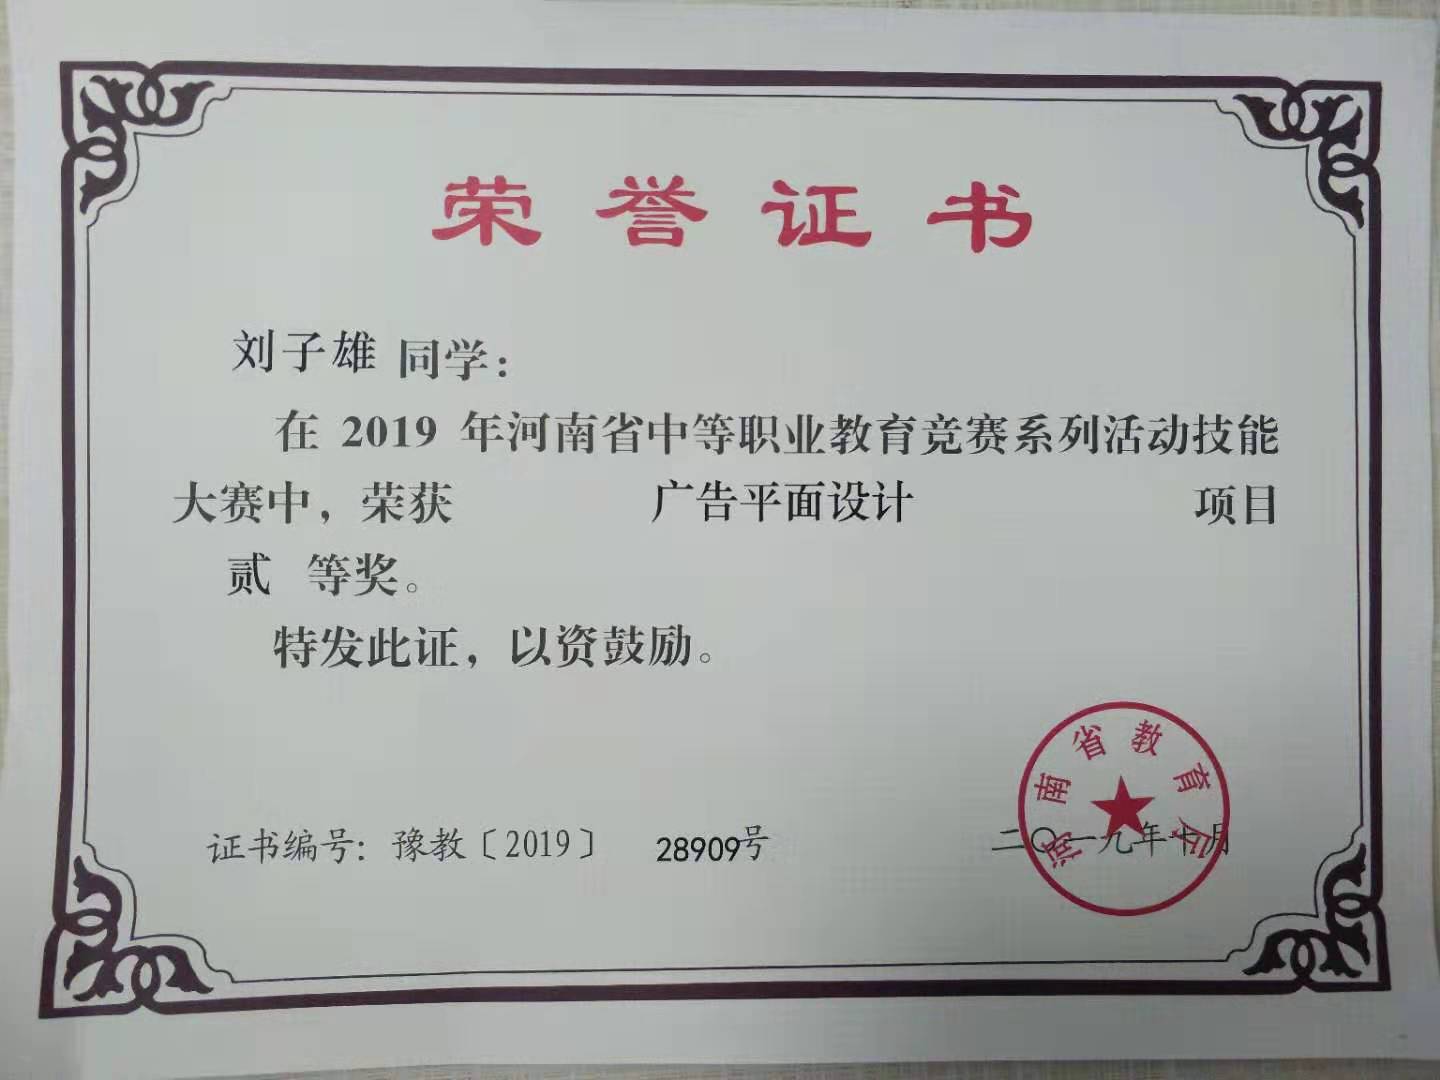 荣誉证书
刘子雄 同学：
在 2019 年河南省中等职业教育竞赛系列活动技能
大赛中，荣获 广告平面设计 项目
贰 等奖。
特发此证，以资鼓励。
河南省教育厅
证书编号：豫教〔2019〕 28909号 二〇一九年十月